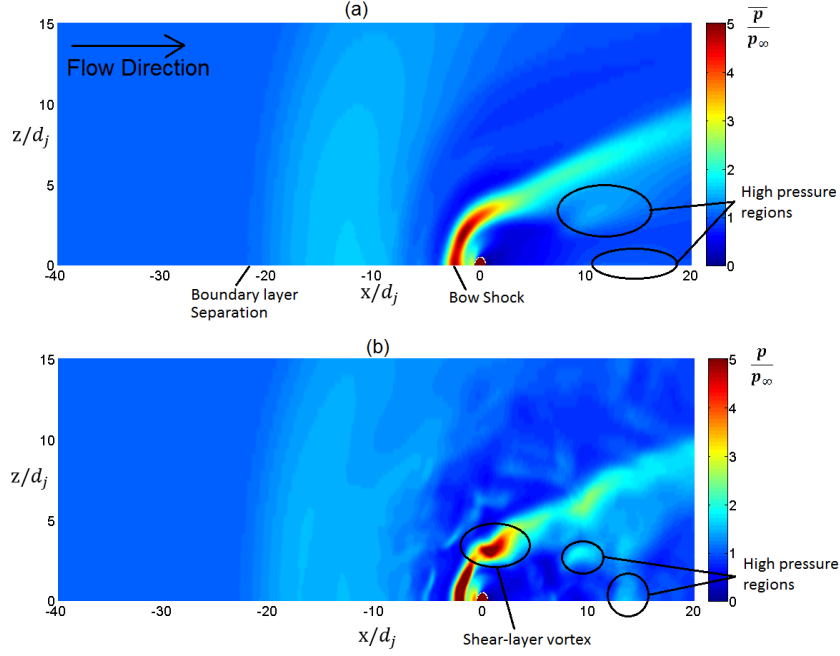 (a)
15
10
5
0
z/dⱼ
Flow Direction
-40
-30
-20
-10
0
10
20
x/dⱼ
Boundary layer
Separation
Bow Shock
5
4
3
2
1
0
p̅
p∞
High pressure
regions
(b)
15
10
5
0
z/dⱼ
-40
-30
-20
-10
0
10
20
x/dⱼ
Shear-layer vortex
5
4
3
2
1
0
p
p∞
High pressure
regions